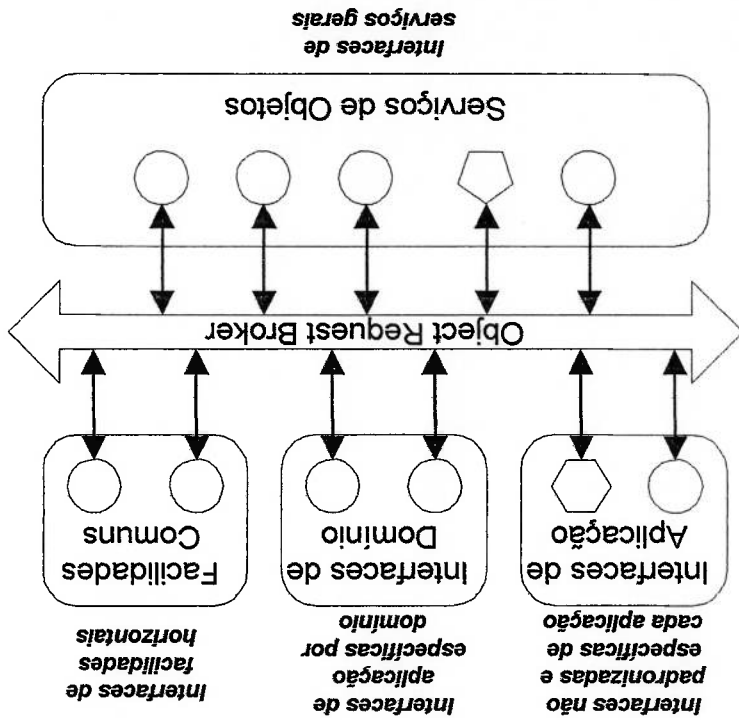 Interfaces não
padronizadas e
específicas de
cada aplicação
Interfaces de
aplicação
específicas por
domínio
Interfaces de
facilidades
horizontais
Interfaces de
Aplicação
Interfaces de
Domínio
Facilidades
Comuns
Object Request Broker
Serviços de Objetos
Interfaces de
serviços gerais